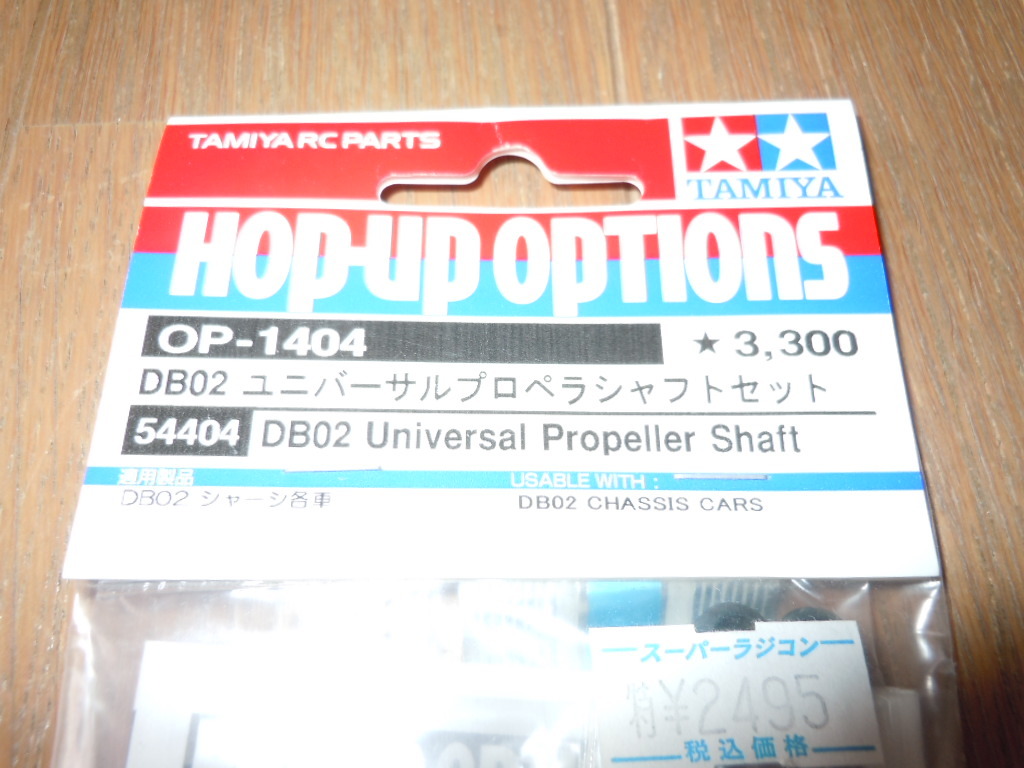 TAMIYA RC PARTS
TAMIYA
HOP-UP OPTIONS
OP-1404 ★ 3,300
DB02 ユニバーサルプロペラシャフトセット
54404 DB02 Universal Propeller Shaft
適用製品 USABLE WITH :
DB02 シャーシ各車 DB02 CHASSIS CARS
スーパーラジコン
¥2495
税込価格